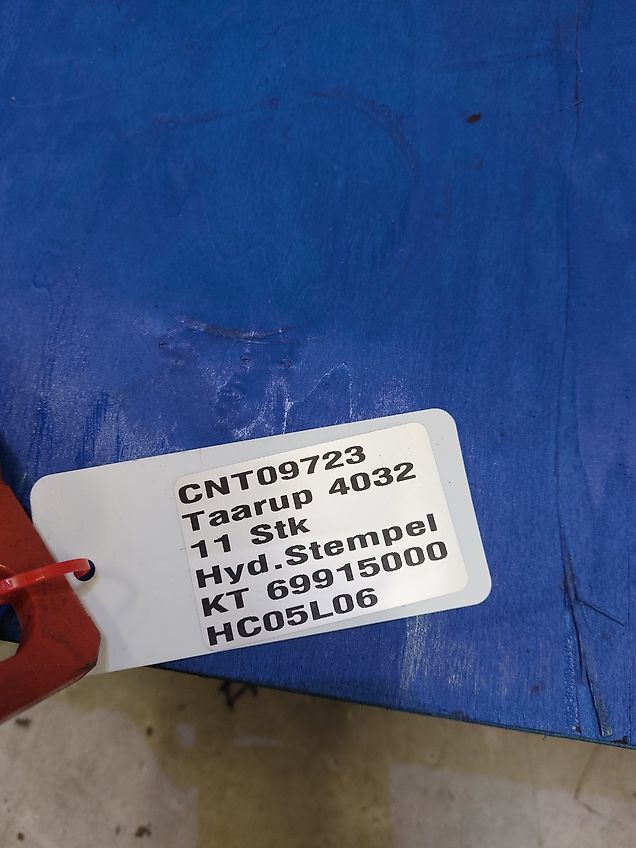 CNT09723
Taarup 4032
11 Stk
Hyd.Stempel
KT 69915000
HC05L06